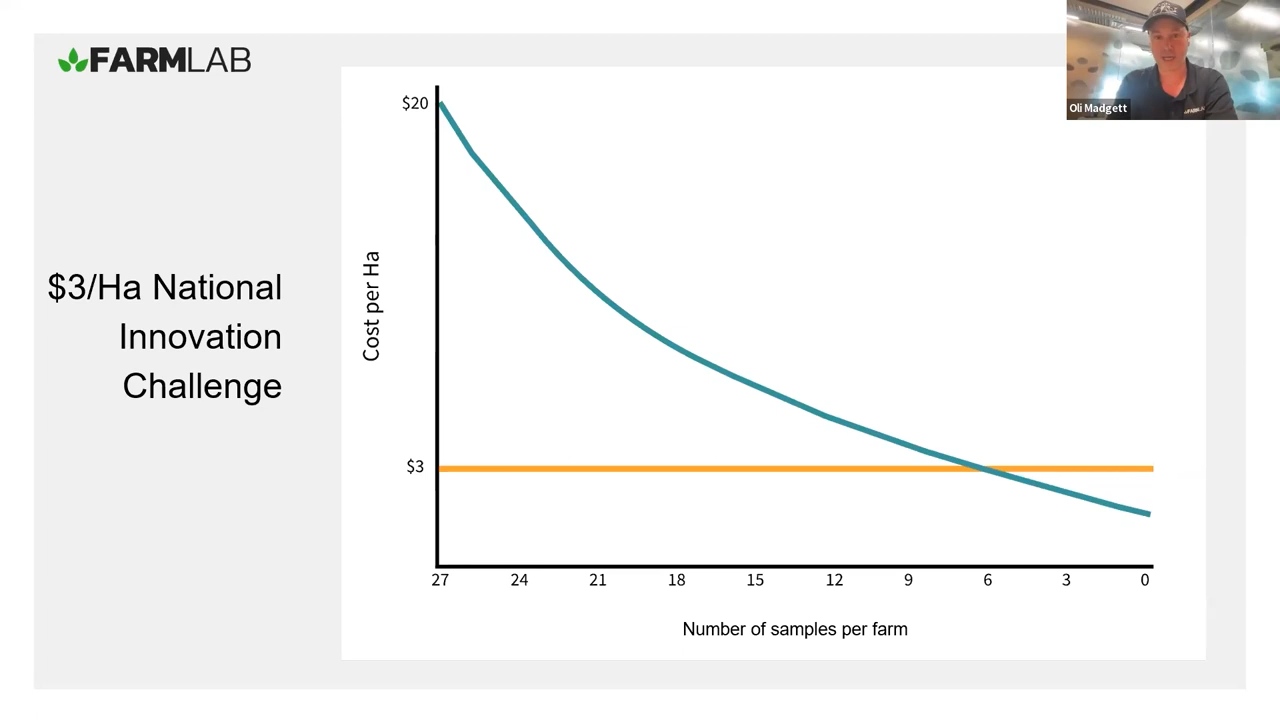 FARMLAB
Oli Madgett
$3/Ha National
Innovation
Challenge
$20
Cost per Ha
$3
27 24 21 18 15 12 9 6 3 0
Number of samples per farm